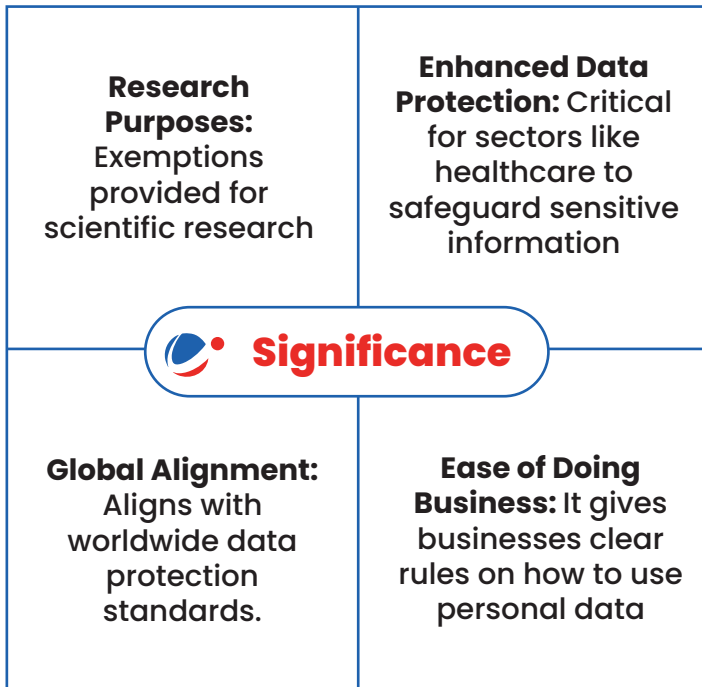 Research
Purposes:
Exemptions
provided for
scientific research
Enhanced Data
Protection: Critical
for sectors like
healthcare to
safeguard sensitive
information
Significance
Global Alignment:
Aligns with
worldwide data
protection
standards.
Ease of Doing
Business: It gives
businesses clear
rules on how to use
personal data